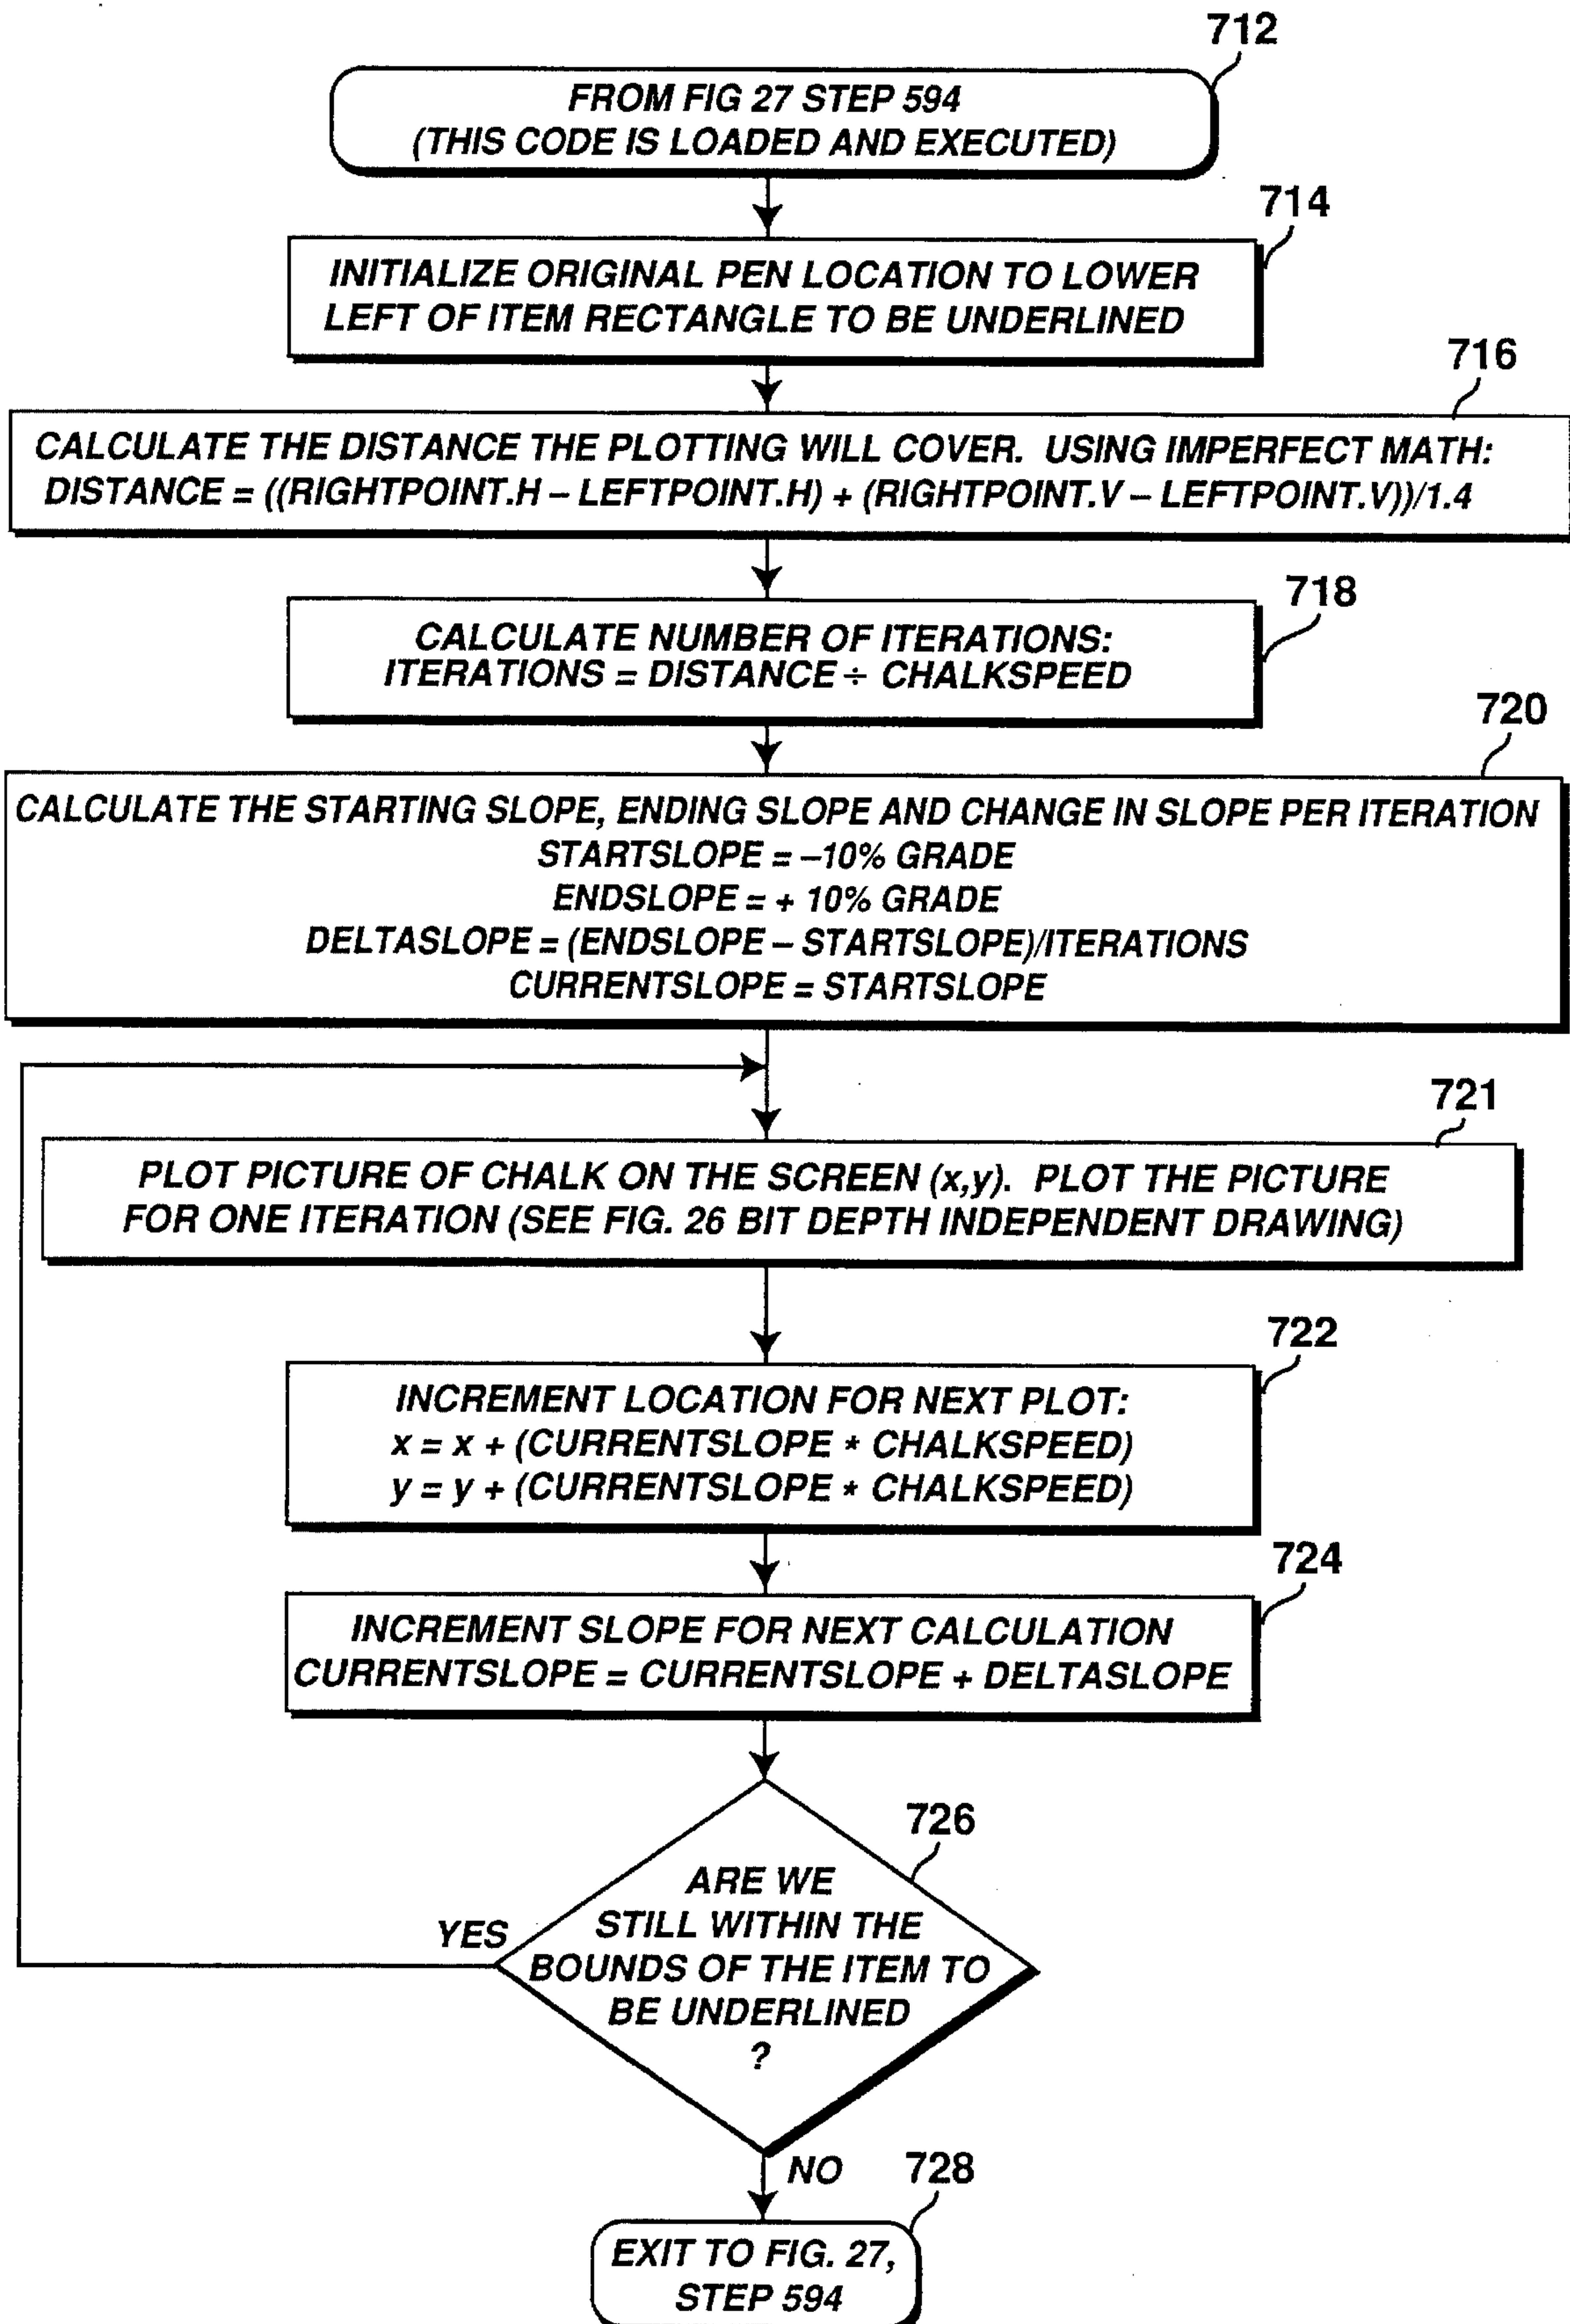 712
FROM FIG 27 STEP 594
(THIS CODE IS LOADED AND EXECUTED)
714
INITIALIZE ORIGINAL PEN LOCATION TO LOWER
LEFT OF ITEM RECTANGLE TO BE UNDERLINED
716
CALCULATE THE DISTANCE THE PLOTTING WILL COVER. USING IMPERFECT MATH:
DISTANCE = ((RIGHTPOINT.H – LEFTPOINT.H) + (RIGHTPOINT.V – LEFTPOINT.V))/1.4
718
CALCULATE NUMBER OF ITERATIONS:
ITERATIONS = DISTANCE ÷ CHALKSPEED
720
CALCULATE THE STARTING SLOPE, ENDING SLOPE AND CHANGE IN SLOPE PER ITERATION
STARTSLOPE = –10% GRADE
ENDSLOPE = + 10% GRADE
DELTASLOPE = (ENDSLOPE – STARTSLOPE)/ITERATIONS
CURRENTSLOPE = STARTSLOPE
721
PLOT PICTURE OF CHALK ON THE SCREEN (x,y). PLOT THE PICTURE
FOR ONE ITERATION (SEE FIG. 26 BIT DEPTH INDEPENDENT DRAWING)
722
INCREMENT LOCATION FOR NEXT PLOT:
x = x + (CURRENTSLOPE * CHALKSPEED)
y = y + (CURRENTSLOPE * CHALKSPEED)
724
INCREMENT SLOPE FOR NEXT CALCULATION
CURRENTSLOPE = CURRENTSLOPE + DELTASLOPE
726
ARE WE
STILL WITHIN THE
YES
BOUNDS OF THE ITEM TO
BE UNDERLINED
?
NO
728
EXIT TO FIG. 27,
STEP 594